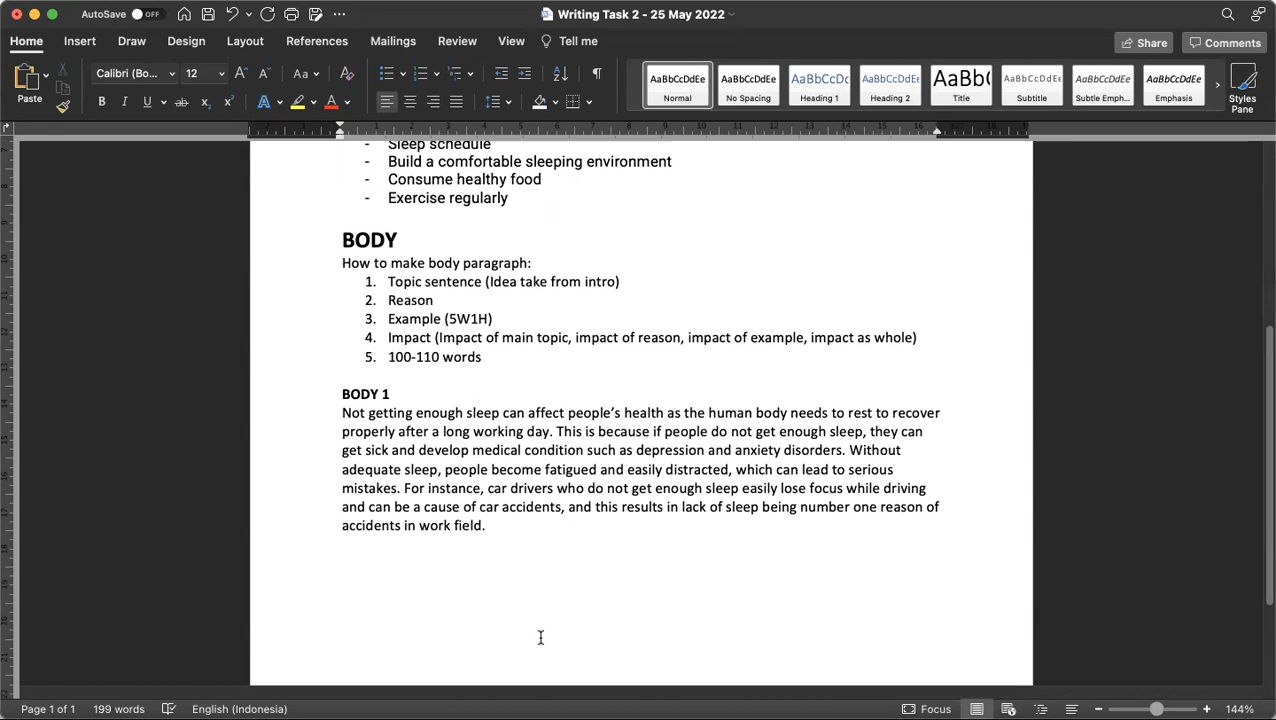 AutoSave OFF Writing Task 2 - 25 May 2022
Home Insert Draw Design Layout References Mailings Review View Tell me Share Comments
Paste Calibri (Bo... 12 AaBbCcDdEe Normal AaBbCcDdEe No Spacing AaBbCcDc Heading 1 AaBbCcDdEe Heading 2 AaBb( Title AaBbCcDdEe Subtitle AaBbCcDdEe Subtle Emph... AaBbCcDdEe Emphasis Styles Pane
- Sleep schedule
- Build a comfortable sleeping environment
- Consume healthy food
- Exercise regularly
BODY
How to make body paragraph:
1. Topic sentence (Idea take from intro)
2. Reason
3. Example (5W1H)
4. Impact (Impact of main topic, impact of reason, impact of example, impact as whole)
5. 100-110 words
BODY 1
Not getting enough sleep can affect people's health as the human body needs to rest to recover
properly after a long working day. This is because if people do not get enough sleep, they can
get sick and develop medical condition such as depression and anxiety disorders. Without
adequate sleep, people become fatigued and easily distracted, which can lead to serious
mistakes. For instance, car drivers who do not get enough sleep easily lose focus while driving
and can be a cause of car accidents, and this results in lack of sleep being number one reason of
accidents in work field.
Page 1 of 1 199 words English (Indonesia) Focus 144%